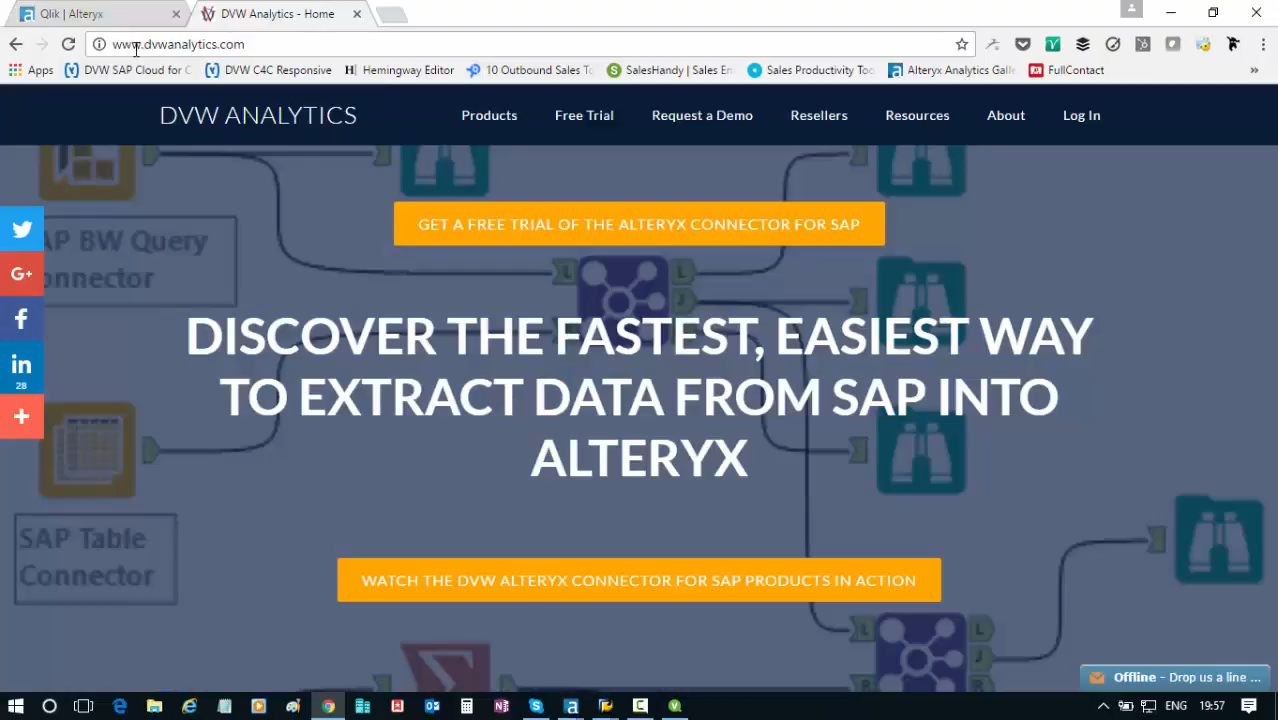 Qlik | Alteryx
DVW Analytics - Home
www.dvwanalytics.com
Apps
DVW SAP Cloud for C
DVW C4C Responsive
Hemingway Editor
10 Outbound Sales To
SalesHandy | Sales En
Sales Productivity Too
Alteryx Analytics Gall
FullContact
»
DVW ANALYTICS
Products
Free Trial
Request a Demo
Resellers
Resources
About
Log In
GET A FREE TRIAL OF THE ALTERYX CONNECTOR FOR SAP
AP BW Query
onnector
DISCOVER THE FASTEST, EASIEST WAY
TO EXTRACT DATA FROM SAP INTO
ALTERYX
G+
f
in
28
SAP Table
Connector
WATCH THE DVW ALTERYX CONNECTOR FOR SAP PRODUCTS IN ACTION
L
L
J
L
L
J
R
R
Offline - Drop us a line ...
ENG
19:57